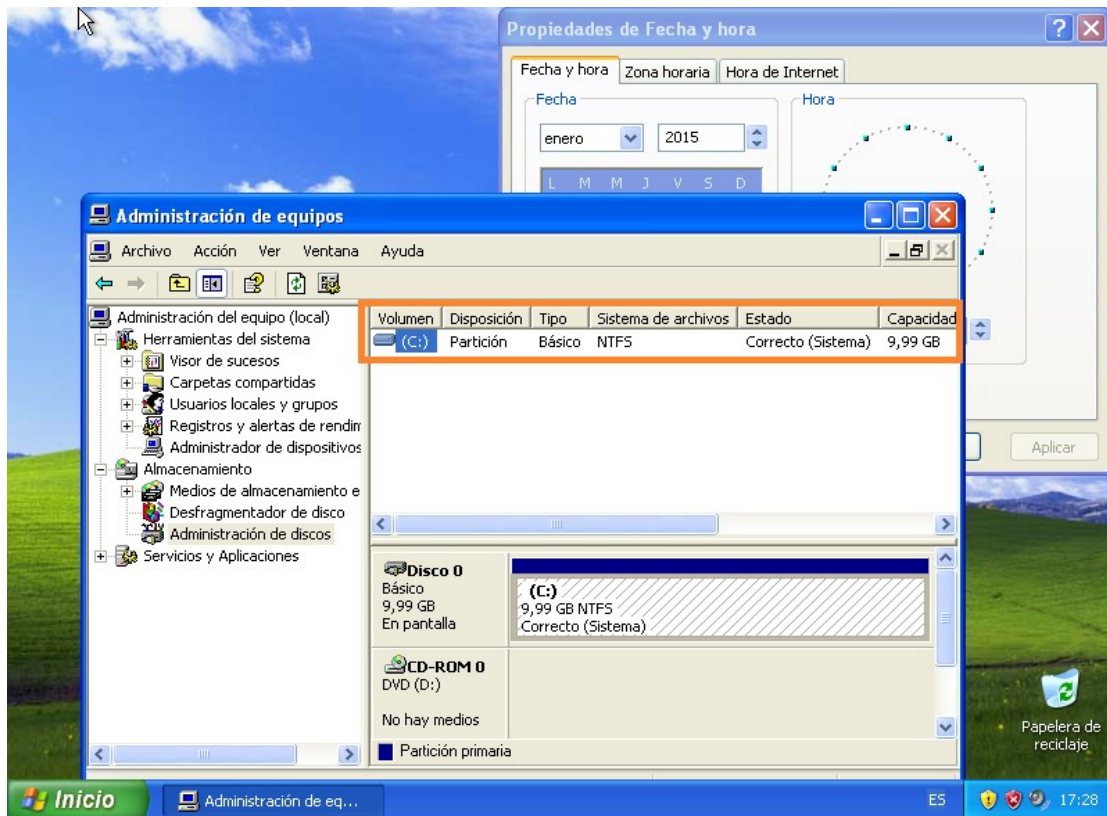 Propiedades de Fecha y hora
Fecha y hora Zona horaria Hora de Internet
Fecha
Hora
enero 2015
L M M J V S D
Aplicar
Administración de equipos
Archivo Acción Ver Ventana Ayuda
Administración del equipo (local)
Herramientas del sistema
Visor de sucesos
Carpetas compartidas
Usuarios locales y grupos
Registros y alertas de rendim
Administrador de dispositivos
Almacenamiento
Medios de almacenamiento e
Desfragmentador de disco
Administración de discos
Servicios y Aplicaciones
Volumen Disposición Tipo Sistema de archivos Estado Capacidad
(C:) Partición Básico NTFS Correcto (Sistema) 9,99 GB
Disco 0
Básico
9,99 GB
En pantalla
(C:)
9,99 GB NTFS
Correcto (Sistema)
CD-ROM 0
DVD (D:)
No hay medios
Partición primaria
Papelera de
reciclaje
Inicio Administración de eq... ES 17:28